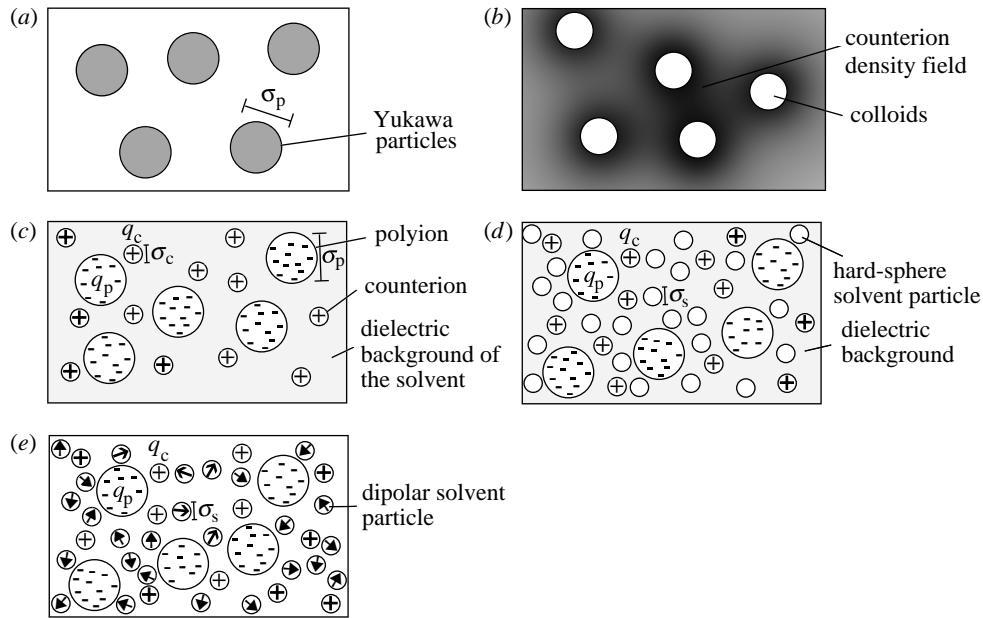 (a)
σp
Yukawa
particles
(b)
counterion
density field
colloids
(c)
qc
σc
qp
polyion
σp
counterion
dielectric
background of
the solvent
(d)
qc
qp
σs
hard-sphere
solvent particle
dielectric
background
(e)
qc
qp
σs
dipolar solvent
particle